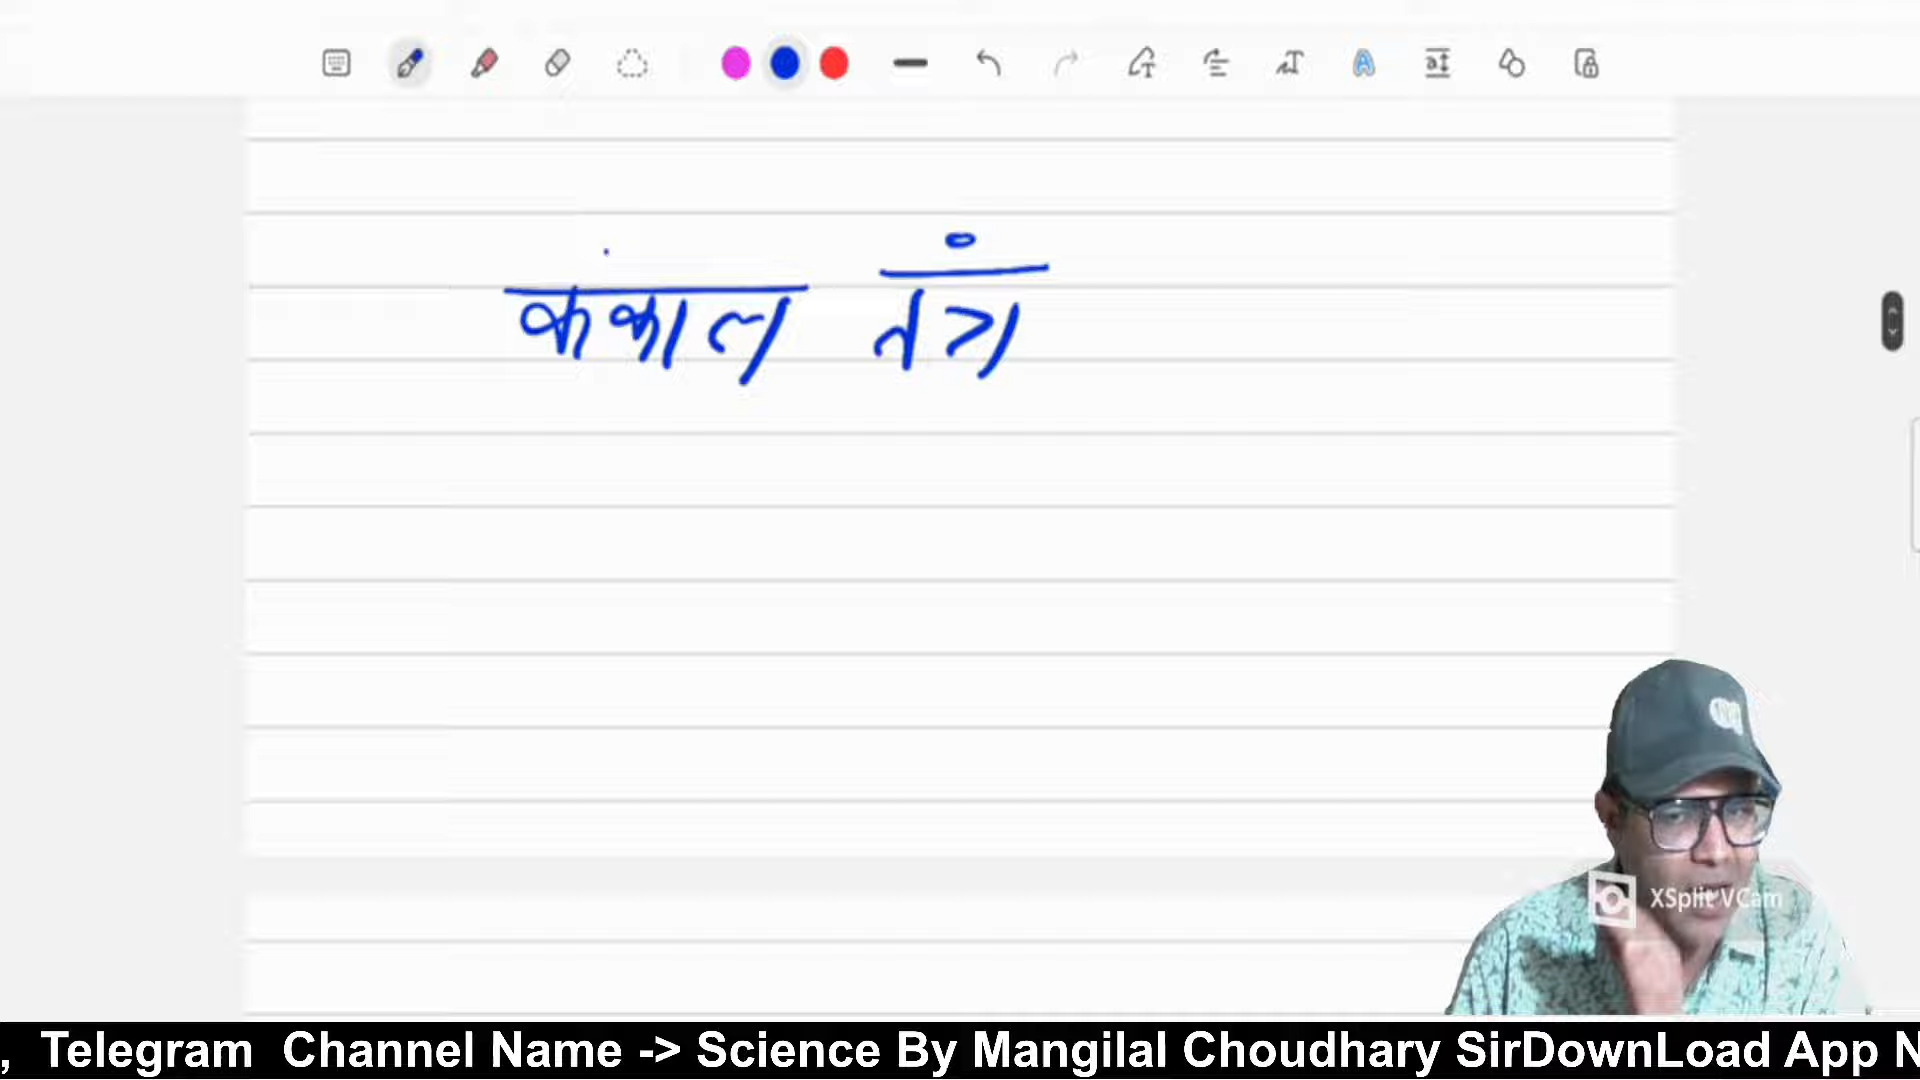 कंकाल तंत्र
XSplit VCam
, Telegram Channel Name -> Science By Mangilal Choudhary SirDownLoad App N